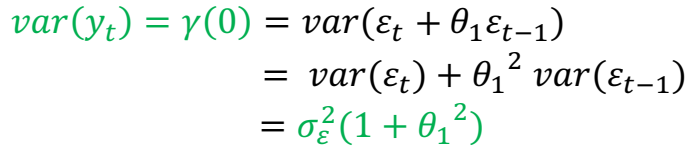 var(y_t) = γ(0) = var(ε_t + θ_1 ε_{t−1})
= var(ε_t) + θ_1^2 var(ε_{t−1})
= σ_ε^2(1 + θ_1^2)